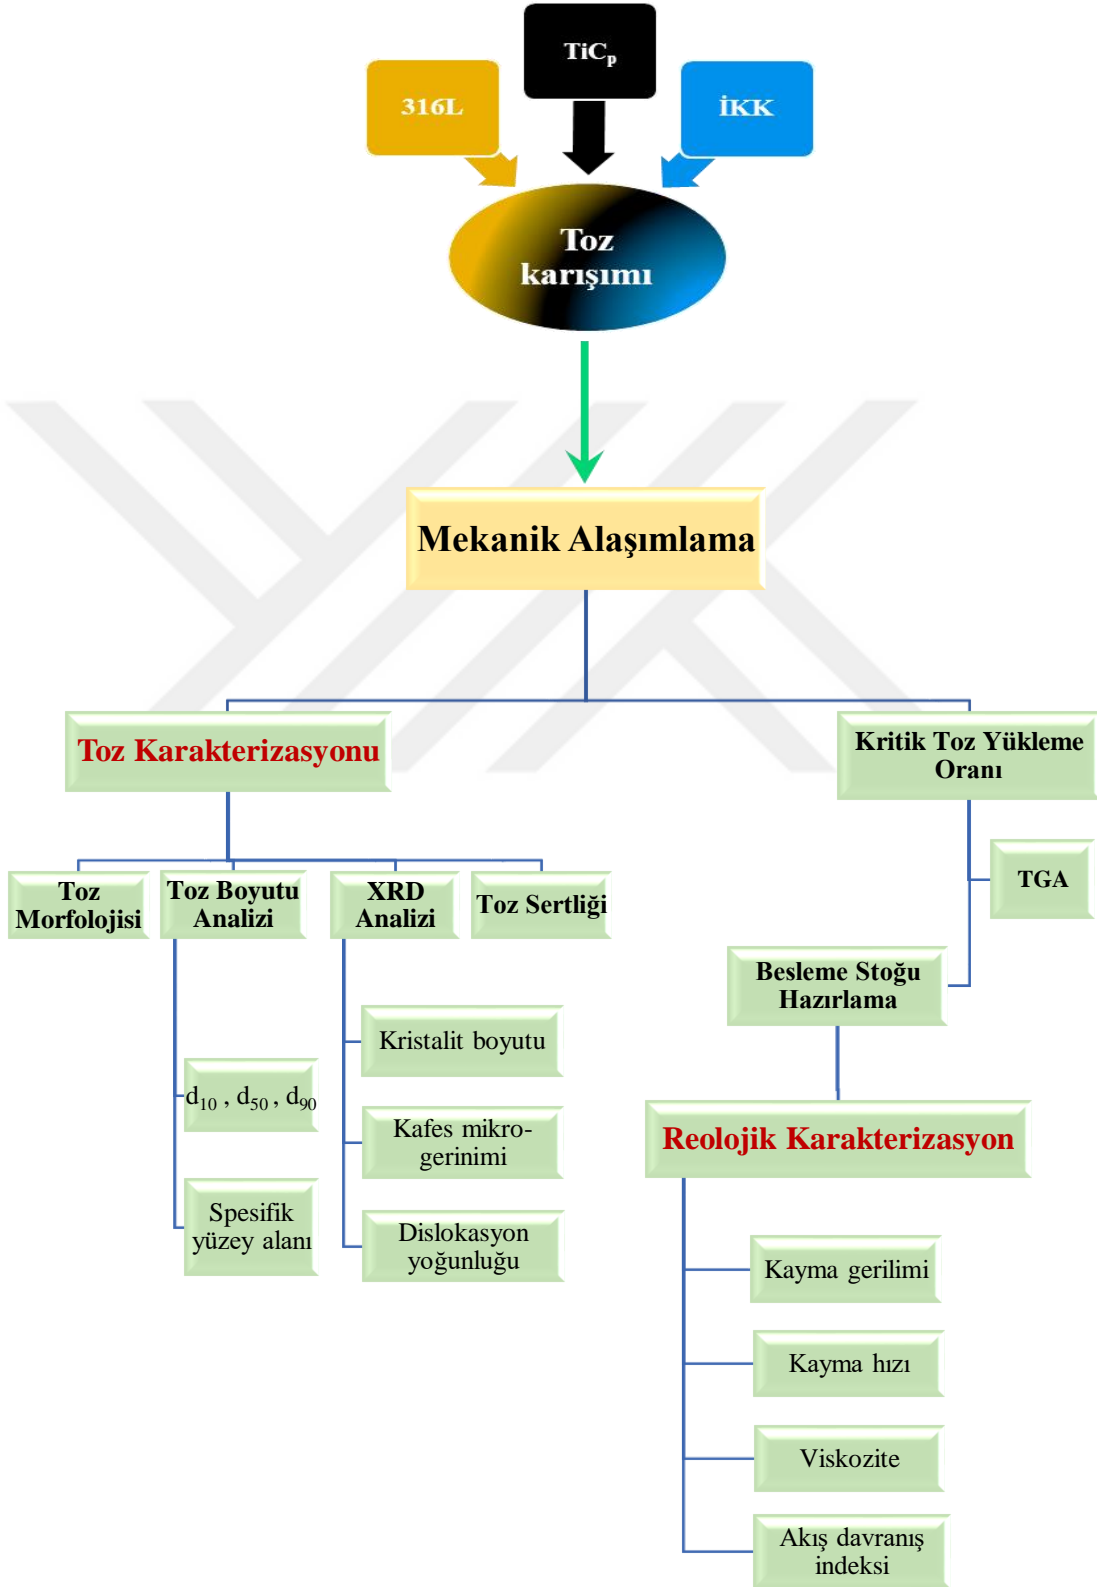 TiCp
316L
İKK
Toz
karışımı
Mekanik Alaşımlama
Toz Karakterizasyonu
Kritik Toz Yükleme
Oranı
TGA
Toz
Morfolojisi
Toz Boyutu
Analizi
XRD
Analizi
Toz Sertliği
Besleme Stoğu
Hazırlama
Kristalit boyutu
d10 , d50 , d90
Kafes mikro-
gerinimi
Spesifik
yüzey alanı
Dislokasyon
yoğunluğu
Reolojik Karakterizasyon
Kayma gerilimi
Kayma hızı
Viskozite
Akış davranış
indeksi